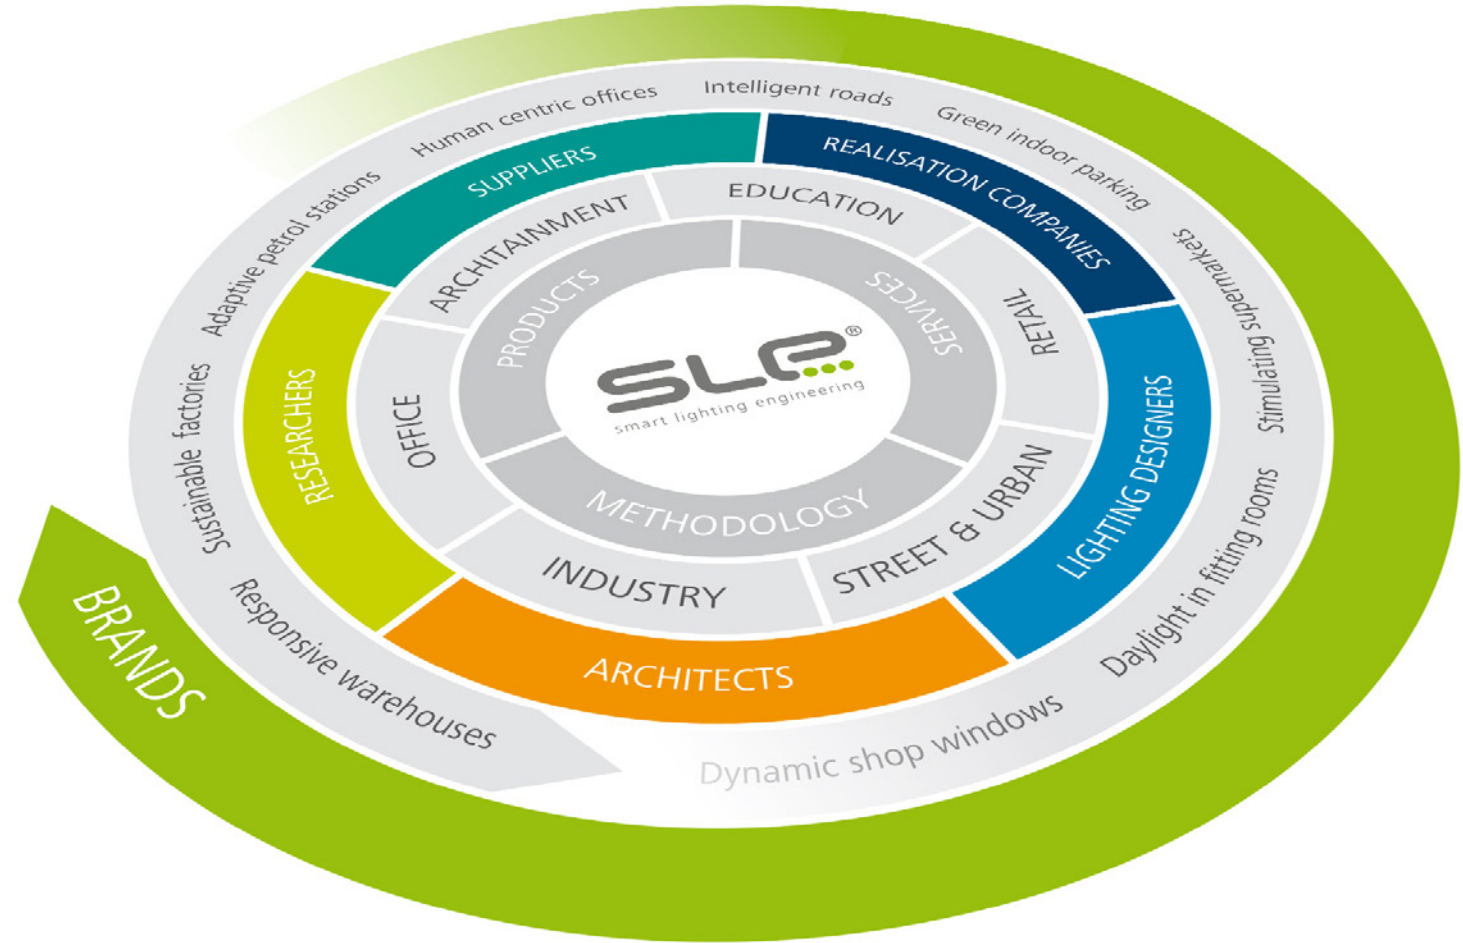 SLE®
smart lighting engineering
PRODUCTS
SERVICES
METHODOLOGY
ARCHITAINMENT
EDUCATION
RETAIL
STREET & URBAN
INDUSTRY
OFFICE
SUPPLIERS
REALISATION COMPANIES
LIGHTING DESIGNERS
ARCHITECTS
RESEARCHERS
Human centric offices
Intelligent roads
Green indoor parking
Stimulating supermarkets
Daylight in fitting rooms
Dynamic shop windows
Responsive warehouses
Sustainable factories
Adaptive petrol stations
BRANDS